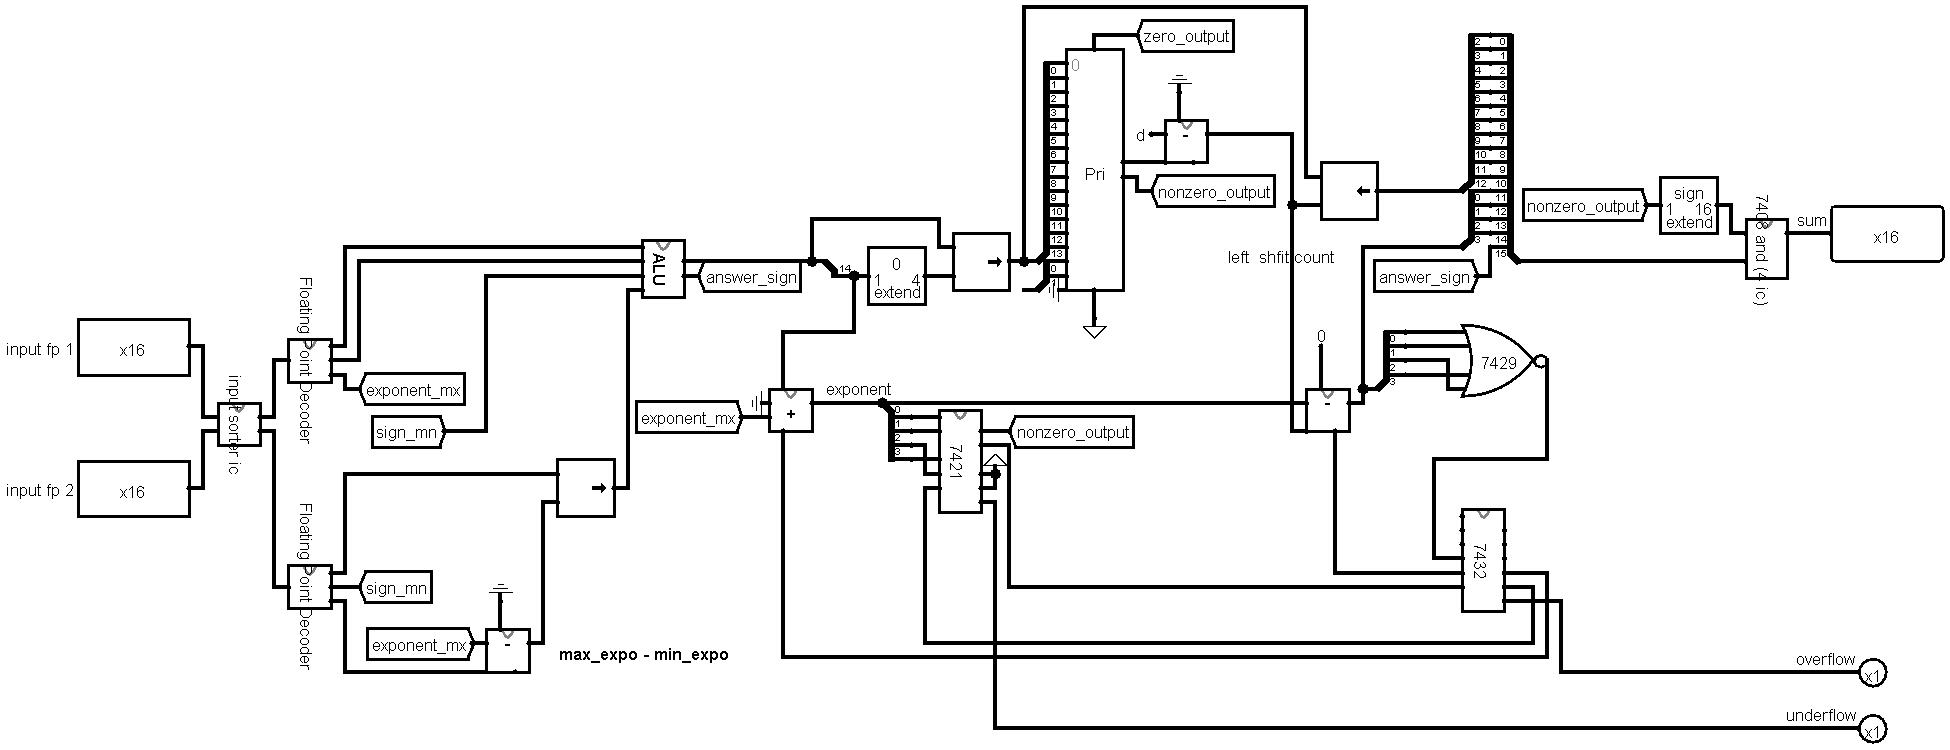 zero_output
0
0
1
2
3
4
5
6
7
8
9
10
11
12
13
0
1
Pri
d
-
nonzero_output
2 0
3 1
4 2
5 3
6 4
7 5
8 6
9 7
10 8
11 9
12 10
0 11
1 12
2 13
3 14
15
nonzero_output
sign
1 16
extend
7408 and (4 ic)
sum
x16
left shfit count
answer_sign
ALU
answer_sign
14
0
1 4
extend
input fp 1
x16
input sorter ic
Floating Point Decoder
exponent_mx
sign_mn
exponent_mx
+
exponent
0
1
2
3
7421
nonzero_output
0
-
0
1
2
3
7429
input fp 2
x16
Floating Point Decoder
sign_mn
exponent_mx
-
max_expo - min_expo
7432
overflow
x1
underflow
x1